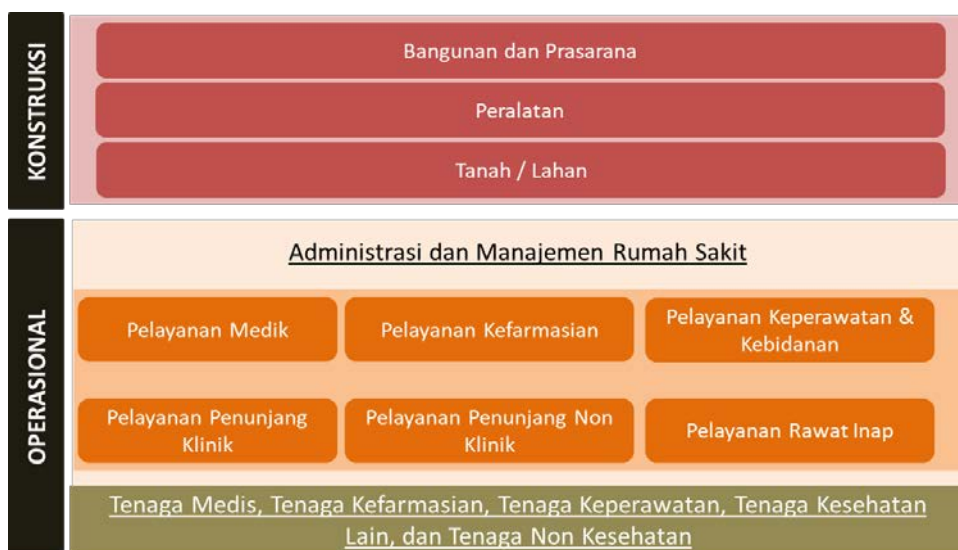 KONSTRUKSI
Bangunan dan Prasarana
Peralatan
Tanah / Lahan
OPERASIONAL
Administrasi dan Manajemen Rumah Sakit
Pelayanan Medik
Pelayanan Kefarmasian
Pelayanan Keperawatan &
Kebidanan
Pelayanan Penunjang
Klinik
Pelayanan Penunjang Non
Klinik
Pelayanan Rawat Inap
Tenaga Medis, Tenaga Kefarmasian, Tenaga Keperawatan, Tenaga Kesehatan
Lain, dan Tenaga Non Kesehatan